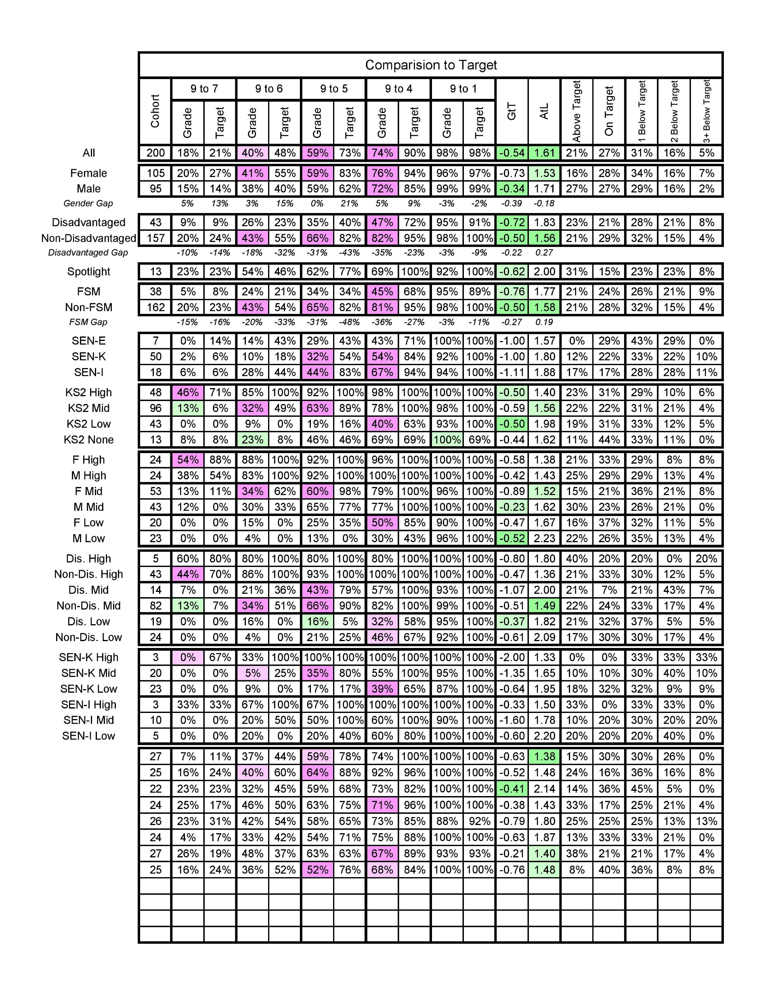 Comparision to Target
Cohort 9 to 7 9 to 6 9 to 5 9 to 4 9 to 1 GtT AtL Above Target On Target 1 Below Target 2 Below Target 3+ Below Target
Grade Target Grade Target Grade Target Grade Target Grade Target
All 200 18% 21% 40% 48% 59% 73% 74% 90% 98% 98% -0.54 1.61 21% 27% 31% 16% 5%
Female 105 20% 27% 41% 55% 59% 83% 76% 94% 96% 97% -0.73 1.53 16% 28% 34% 16% 7%
Male 95 15% 14% 38% 40% 59% 62% 72% 85% 99% 99% -0.34 1.71 27% 27% 29% 16% 2%
Gender Gap 5% 13% 3% 15% 0% 21% 5% 9% -3% -2% -0.39 -0.18
Disadvantaged 43 9% 9% 26% 23% 35% 40% 47% 72% 95% 91% -0.72 1.83 23% 21% 28% 21% 8%
Non-Disadvantaged 157 20% 24% 43% 55% 66% 82% 82% 95% 98% 100% -0.50 1.56 21% 29% 32% 15% 4%
Disadvantaged Gap -10% -14% -18% -32% -31% -43% -35% -23% -3% -9% -0.22 0.27
Spotlight 13 23% 23% 54% 46% 62% 77% 69% 100% 92% 100% -0.62 2.00 31% 15% 23% 23% 8%
FSM 38 5% 8% 24% 21% 34% 34% 45% 68% 95% 89% -0.76 1.77 21% 24% 26% 21% 9%
Non-FSM 162 20% 23% 43% 54% 65% 82% 81% 95% 98% 100% -0.50 1.58 21% 28% 32% 15% 4%
FSM Gap -15% -16% -20% -33% -31% -48% -36% -27% -3% -11% -0.27 0.19
SEN-E 7 0% 14% 14% 43% 29% 43% 43% 71% 100% 100% -1.00 1.57 0% 29% 43% 29% 0%
SEN-K 50 2% 6% 10% 18% 32% 54% 54% 84% 92% 100% -1.00 1.80 12% 22% 33% 22% 10%
SEN-I 18 6% 6% 28% 44% 44% 83% 67% 94% 94% 100% -1.11 1.88 17% 17% 28% 28% 11%
KS2 High 48 46% 71% 85% 100% 92% 100% 98% 100% 100% 100% -0.50 1.40 23% 31% 29% 10% 6%
KS2 Mid 96 13% 6% 32% 49% 63% 89% 78% 100% 98% 100% -0.59 1.56 22% 22% 31% 21% 4%
KS2 Low 43 0% 0% 9% 0% 19% 16% 40% 63% 93% 100% -0.50 1.98 19% 31% 33% 12% 5%
KS2 None 13 8% 8% 23% 8% 46% 46% 69% 69% 100% 69% -0.44 1.62 11% 44% 33% 11% 0%
F High 24 54% 88% 88% 100% 92% 100% 96% 100% 100% 100% -0.58 1.38 21% 33% 29% 8% 8%
M High 24 38% 54% 83% 100% 92% 100% 100% 100% 100% 100% -0.42 1.43 25% 29% 29% 13% 4%
F Mid 53 13% 11% 34% 62% 60% 98% 79% 100% 96% 100% -0.89 1.52 15% 21% 36% 21% 8%
M Mid 43 12% 0% 30% 33% 65% 77% 77% 100% 100% 100% -0.23 1.62 30% 23% 26% 21% 0%
F Low 20 0% 0% 15% 0% 25% 35% 50% 85% 90% 100% -0.47 1.67 16% 37% 32% 11% 5%
M Low 23 0% 0% 4% 0% 13% 0% 30% 43% 96% 100% -0.52 2.23 22% 26% 35% 13% 4%
Dis. High 5 60% 80% 80% 100% 80% 100% 80% 100% 100% 100% -0.80 1.80 40% 20% 20% 0% 20%
Non-Dis. High 43 44% 70% 86% 100% 93% 100% 100% 100% 100% 100% -0.47 1.36 21% 33% 30% 12% 5%
Dis. Mid 14 7% 0% 21% 36% 43% 79% 57% 100% 93% 100% -1.07 2.00 21% 7% 21% 43% 7%
Non-Dis. Mid 82 13% 7% 34% 51% 66% 90% 82% 100% 99% 100% -0.51 1.49 22% 24% 33% 17% 4%
Dis. Low 19 0% 0% 16% 0% 16% 5% 32% 58% 95% 100% -0.37 1.82 21% 32% 37% 5% 5%
Non-Dis. Low 24 0% 0% 4% 0% 21% 25% 46% 67% 92% 100% -0.61 2.09 17% 30% 30% 17% 4%
SEN-K High 3 0% 67% 33% 100% 100% 100% 100% 100% 100% 100% -2.00 1.33 0% 0% 33% 33% 33%
SEN-K Mid 20 0% 0% 5% 25% 35% 80% 55% 100% 95% 100% -1.35 1.65 10% 10% 30% 40% 10%
SEN-K Low 23 0% 0% 9% 0% 17% 17% 39% 65% 87% 100% -0.64 1.95 18% 32% 32% 9% 9%
SEN-I High 3 33% 33% 67% 100% 67% 100% 100% 100% 100% 100% -0.33 1.50 33% 0% 33% 33% 0%
SEN-I Mid 10 0% 0% 20% 50% 50% 100% 60% 100% 90% 100% -1.60 1.78 10% 20% 30% 20% 20%
SEN-I Low 5 0% 0% 20% 0% 20% 40% 60% 80% 100% 100% -0.60 2.20 20% 20% 20% 40% 0%
27 7% 11% 37% 44% 59% 78% 74% 100% 100% 100% -0.63 1.38 15% 30% 30% 26% 0%
25 16% 24% 40% 60% 64% 88% 92% 96% 100% 100% -0.52 1.48 24% 16% 36% 16% 8%
22 23% 23% 32% 45% 59% 68% 73% 82% 100% 100% -0.41 2.14 14% 36% 45% 5% 0%
24 25% 17% 46% 50% 63% 75% 71% 96% 100% 100% -0.38 1.43 33% 17% 25% 21% 4%
26 23% 31% 42% 54% 58% 65% 73% 85% 88% 92% -0.79 1.80 25% 25% 25% 13% 13%
24 4% 17% 33% 42% 54% 71% 75% 88% 100% 100% -0.63 1.87 13% 33% 33% 21% 0%
27 26% 19% 48% 37% 63% 63% 67% 89% 93% 93% -0.21 1.40 38% 21% 21% 17% 4%
25 16% 24% 36% 52% 52% 76% 68% 84% 100% 100% -0.76 1.48 8% 40% 36% 8% 8%